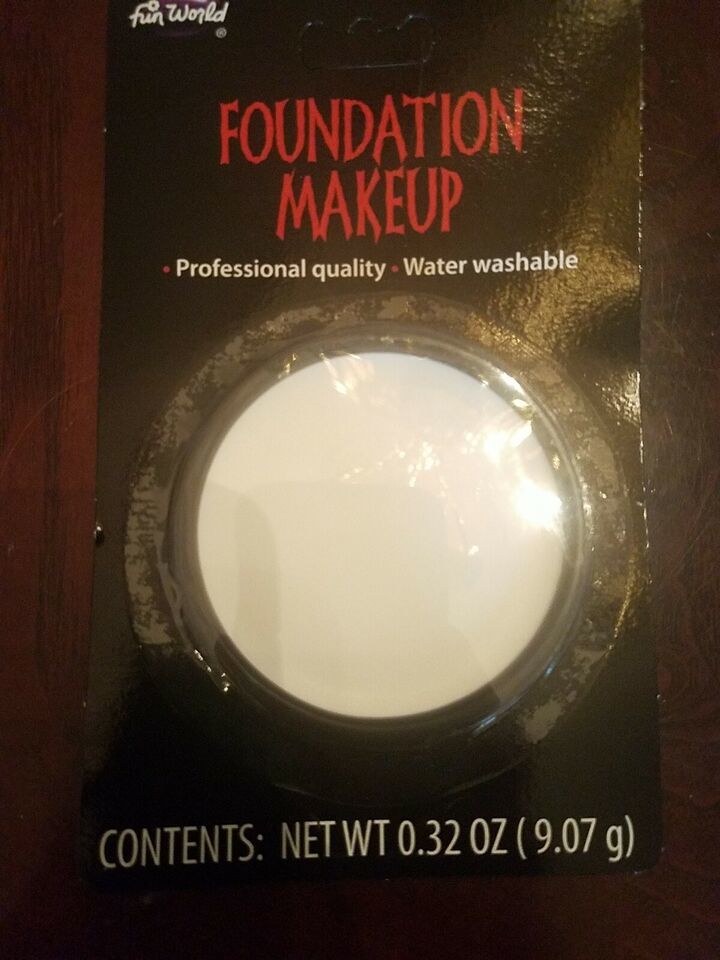 fun World
®
FOUNDATION
MAKEUP
• Professional quality • Water washable
CONTENTS: NET WT 0.32 OZ ( 9.07 g)